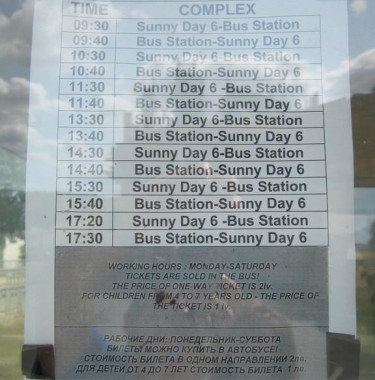 TIME COMPLEX
09:30 Sunny Day 6-Bus Station
09:40 Bus Station-Sunny Day 6
10:30 Sunny Day 6-Bus Station
10:40 Bus Station-Sunny Day 6
11:30 Sunny Day 6 -Bus Station
11:40 Bus Station-Sunny Day 6
13:30 Sunny Day 6 -Bus Station
13:40 Bus Station-Sunny Day 6
14:30 Sunny Day 6 -Bus Station
14:40 Bus Station-Sunny Day 6
15:30 Sunny Day 6 -Bus Station
15:40 Bus Station-Sunny Day 6
17:20 Sunny Day 6 -Bus Station
17:30 Bus Station-Sunny Day 6
WORKING HOURS : MONDAY-SATURDAY
TICKETS ARE SOLD IN THE BUS!
THE PRICE OF ONE-WAY TICKET IS 2lv.
FOR CHILDREN FROM 4 TO 7 YEARS OLD - THE PRICE OF
THE TICKET IS 1 lv.
РАБОЧИЕ ДНИ: ПОНЕДЕЛЬНИК-СУББОТА
БИЛЕТЫ МОЖНО КУПИТЬ В АВТОБУСЕ!
СТОИМОСТЬ БИЛЕТА В ОДНОМ НАПРАВЛЕНИИ 2лв.
ДЛЯ ДЕТЕЙ ОТ 4 ДО 7 ЛЕТ СТОИМОСТЬ БИЛЕТА 1 лв.